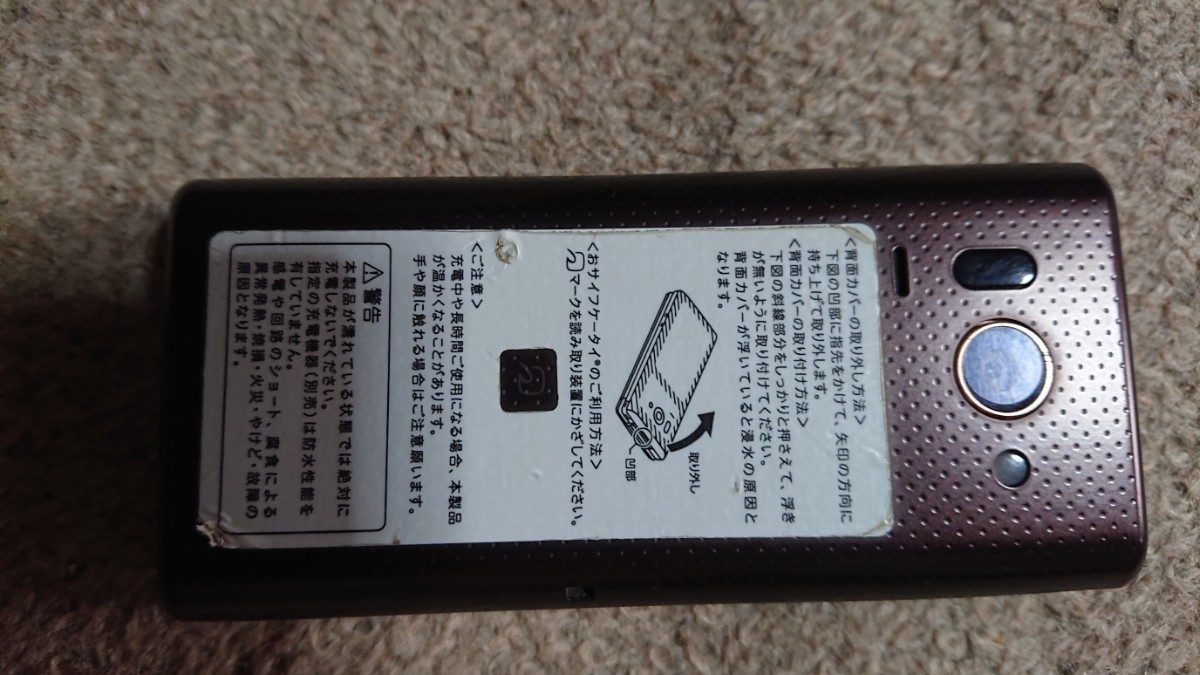 <背面カバーの取り外し方法>
下図の凹部に指先をかけて、矢印の方向に
持ち上げて取り外します。
<背面カバーの取り付け方法>
下図の斜線部分をしっかりと押さえて、浮き
が無いように取り付けてください。
背面カバーが浮いていると浸水の原因と
なります。
取り外し
凹部
<おサイフケータイ®のご利用方法>
マークを読み取り装置にかざしてください。
<ご注意>
充電中や長時間ご使用になる場合、本製品
が温かくなることがあります。
手や顔に触れる場合はご注意願います。
警告
本製品が濡れている状態では絶対に
充電しないでください。
指定の充電機器(別売)は防水性能を
有していません。
感電や回路のショート、腐食による
異常発熱・焼損・火災・やけど・故障の
原因となります。